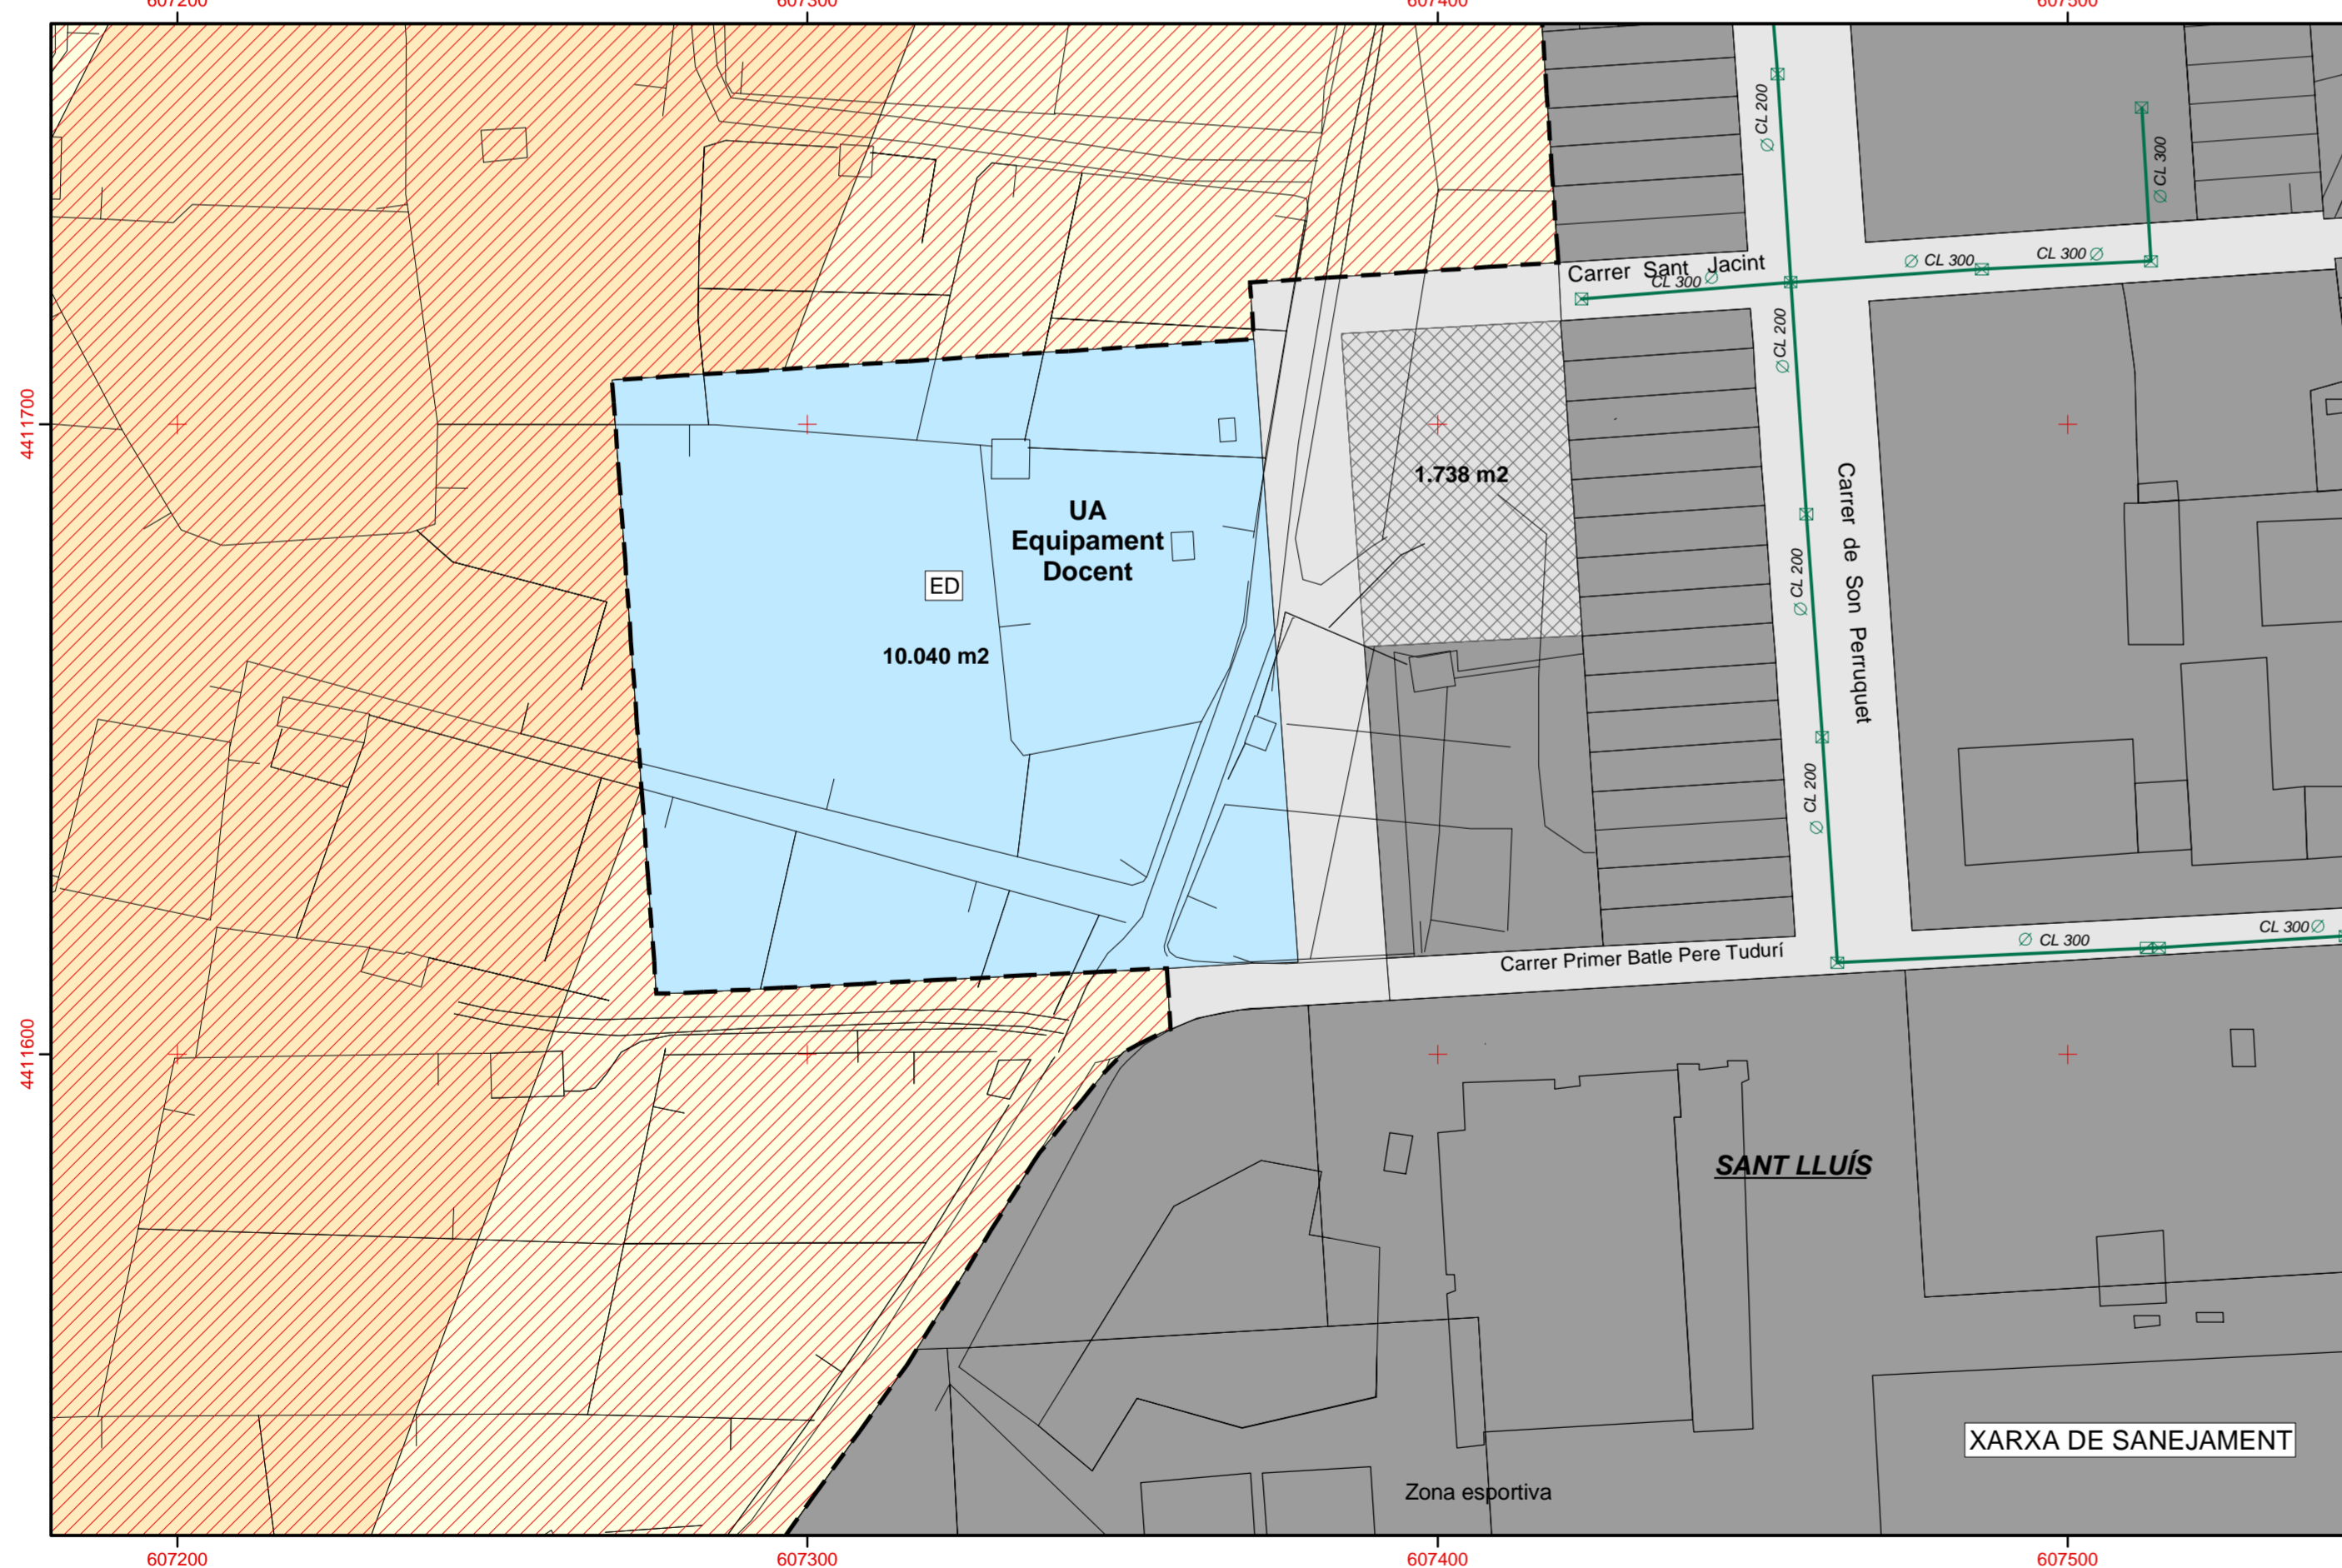 607200
607300
607400
607500
Ø CL 200
Ø CL 300
Carrer Sant Jacint
CL 300 Ø
Ø CL 300
CL 300 Ø
4411700
Ø CL 200
1.738 m2
Carrer de Son Perruquet
UA
Equipament
Docent
ED
Ø CL 200
10.040 m2
Ø CL 200
Carrer Primer Batle Pere Tudurí
Ø CL 300
CL 300 Ø
4411600
SANT LLUÍS
XARXA DE SANEJAMENT
Zona esportiva
607200
607300
607400
607500